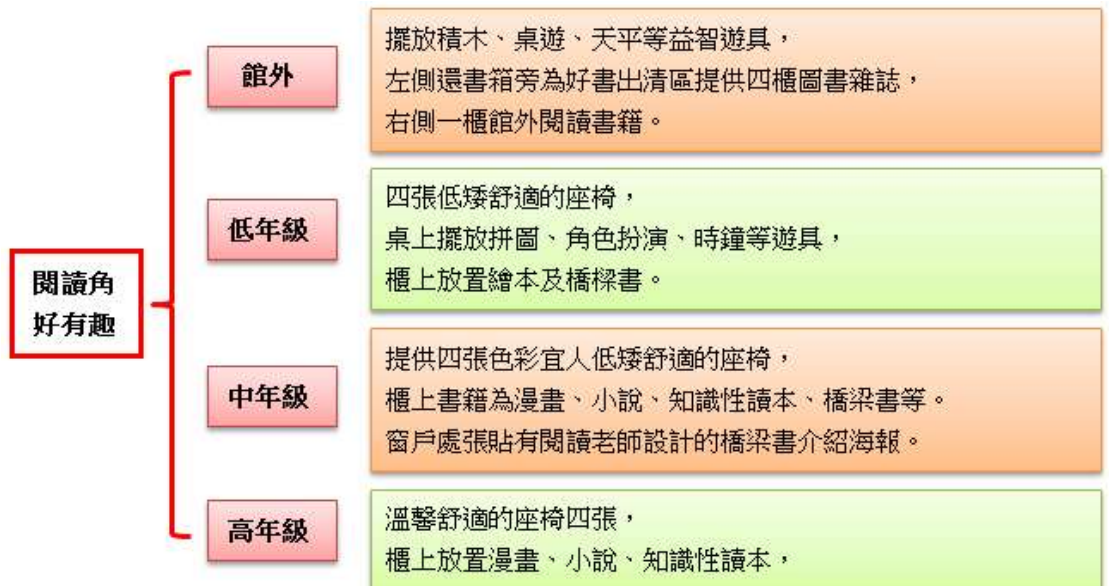 閱讀角
好有趣
館外
擺放積木、桌遊、天平等益智遊具，
左側還書箱旁為好書出清區提供四櫃圖書雜誌，
右側一櫃館外閱讀書籍。
低年級
四張低矮舒適的座椅，
桌上擺放拼圖、角色扮演、時鐘等遊具，
櫃上放置繪本及橋樑書。
中年級
提供四張色彩宜人低矮舒適的座椅，
櫃上書籍為漫畫、小說、知識性讀本、橋梁書等。
窗戶處張貼有閱讀老師設計的橋梁書介紹海報。
高年級
溫馨舒適的座椅四張，
櫃上放置漫畫、小說、知識性讀本，